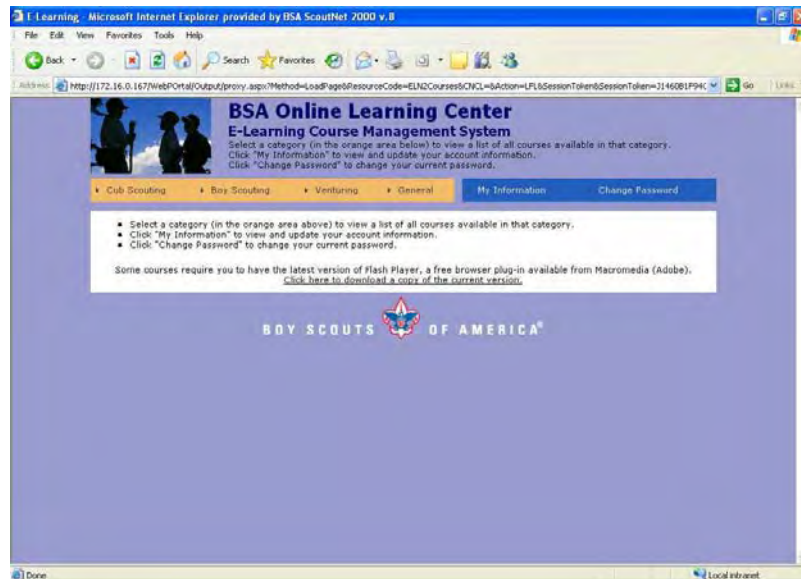 E-Learning - Microsoft Internet Explorer provided by BSA ScoutNet 2000 v.8
File Edit View Favorites Tools Help
Back Search Favorites
Address http://172.16.0.167/WebPOrtal/Output/proxy.aspx?Method=LoadPage&ResourceCode=ELN2Courses&CNCL=&Action=LFL&SessionToken=&SessionToken=J146081F94C Go Links
BSA Online Learning Center
E-Learning Course Management System
Select a category (in the orange area below) to view a list of all courses available in that category.
Click "My Information" to view and update your account information.
Click "Change Password" to change your current password.
Cub Scouting Boy Scouting Venturing General My Information Change Password
Select a category (in the orange area above) to view a list of all courses available in that category.
Click "My Information" to view and update your account information.
Click "Change Password" to change your current password.
Some courses require you to have the latest version of Flash Player, a free browser plug-in available from Macromedia (Adobe).
Click here to download a copy of the current version.
BOY SCOUTS OF AMERICA®
Done Local intranet